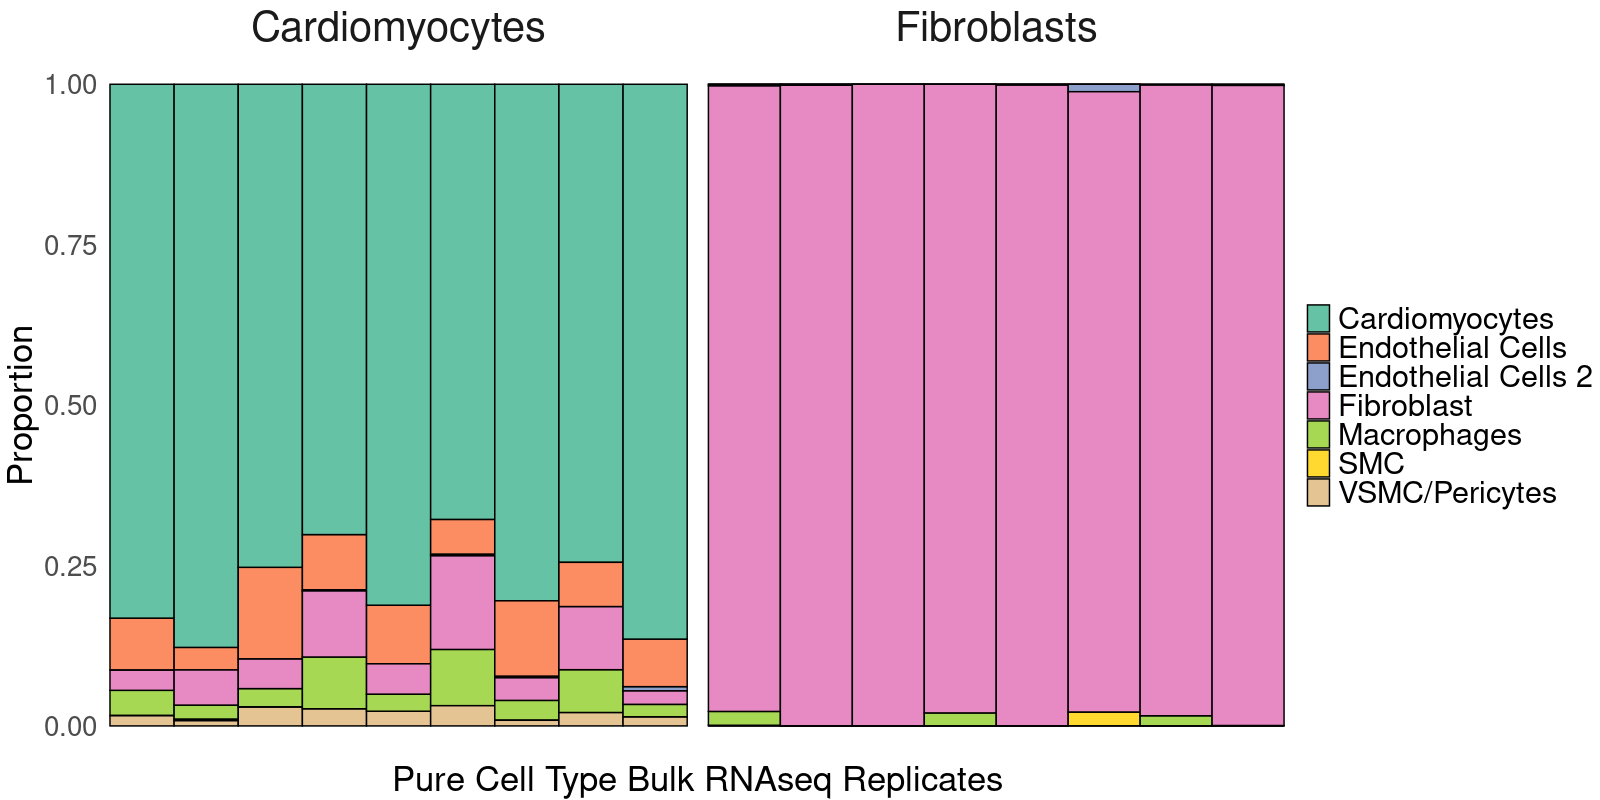 Cardiomyocytes
Fibroblasts
1.00
0.75
0.50
0.25
0.00
Proportion
Pure Cell Type Bulk RNAseq Replicates
Cardiomyocytes
Endothelial Cells
Endothelial Cells 2
Fibroblast
Macrophages
SMC
VSMC/Pericytes